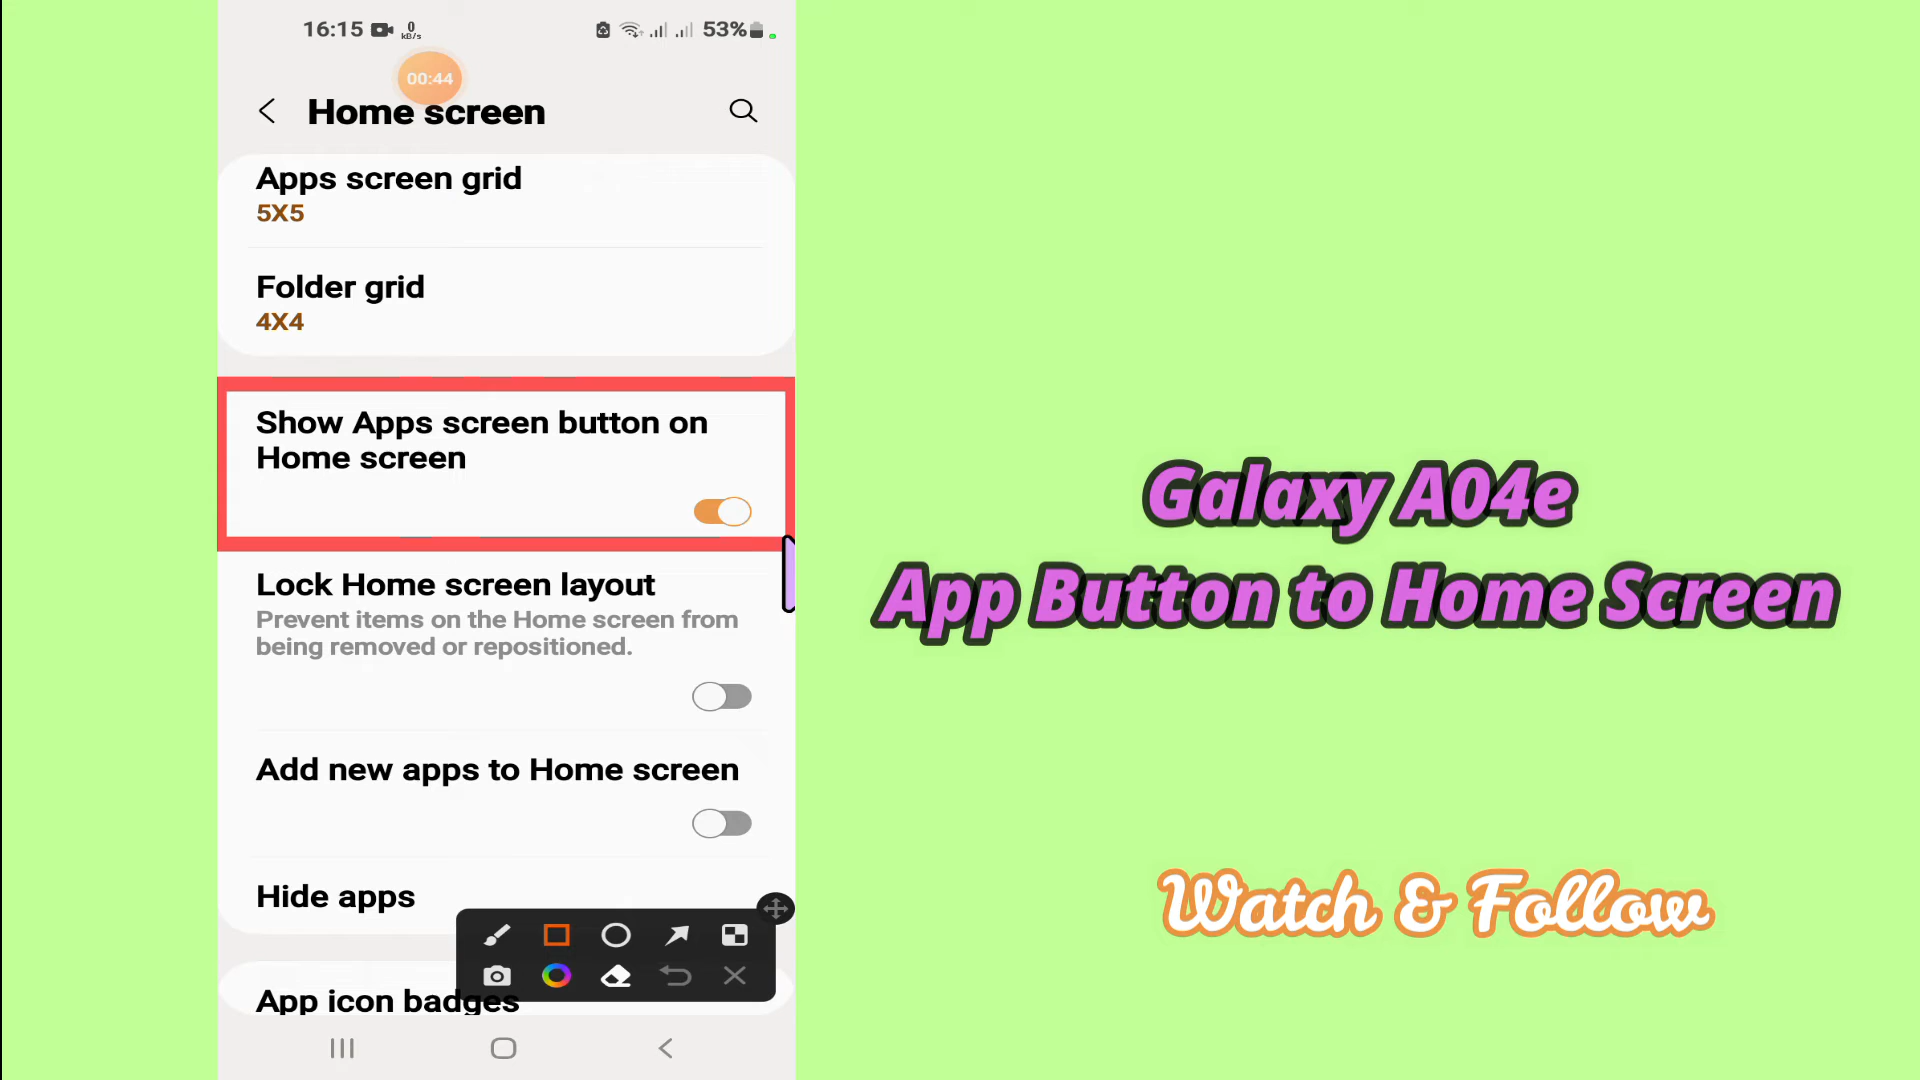 16:15
0
kB/s
53%
00:44
Home screen
Apps screen grid
5X5
Folder grid
4X4
Show Apps screen button on
Home screen
Lock Home screen layout
Prevent items on the Home screen from
being removed or repositioned.
Add new apps to Home screen
Hide apps
App icon badges
Galaxy A04e
App Button to Home Screen
Watch & Follow